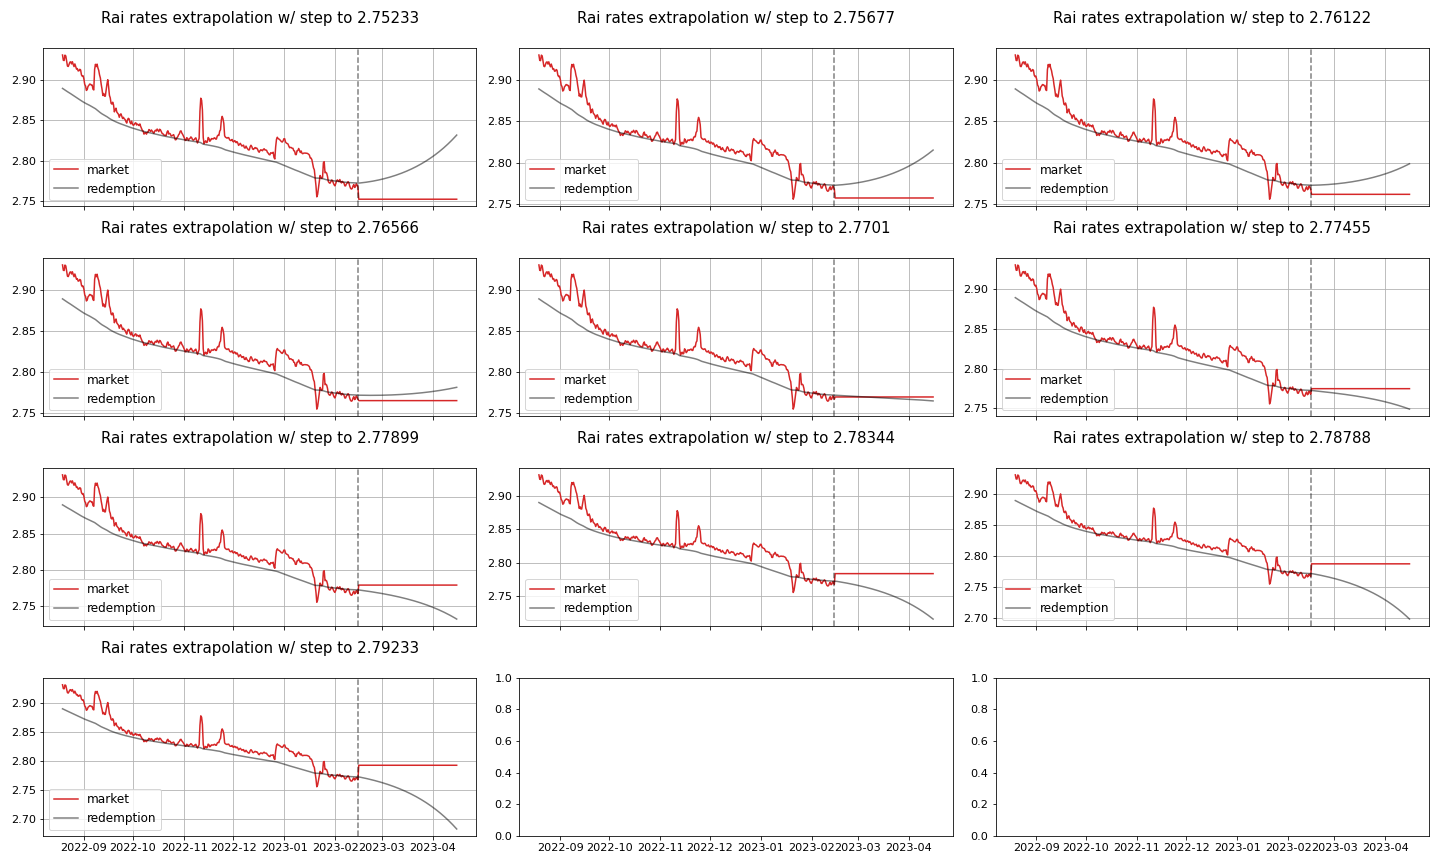 Rai rates extrapolation w/ step to 2.75233
Rai rates extrapolation w/ step to 2.75677
Rai rates extrapolation w/ step to 2.76122
2.90
2.85
2.80
2.75
market
redemption
2.90
2.85
2.80
2.75
market
redemption
2.90
2.85
2.80
2.75
market
redemption
Rai rates extrapolation w/ step to 2.76566
Rai rates extrapolation w/ step to 2.7701
Rai rates extrapolation w/ step to 2.77455
2.90
2.85
2.80
2.75
market
redemption
2.90
2.85
2.80
2.75
market
redemption
2.90
2.85
2.80
2.75
market
redemption
Rai rates extrapolation w/ step to 2.77899
Rai rates extrapolation w/ step to 2.78344
Rai rates extrapolation w/ step to 2.78788
2.90
2.85
2.80
2.75
market
redemption
2.90
2.85
2.80
2.75
market
redemption
2.90
2.85
2.80
2.75
2.70
market
redemption
Rai rates extrapolation w/ step to 2.79233
2.90
2.85
2.80
2.75
2.70
market
redemption
2022-09 2022-10 2022-11 2022-12 2023-01 2023-02 2023-03 2023-04
1.0
0.8
0.6
0.4
0.2
0.0
2022-09 2022-10 2022-11 2022-12 2023-01 2023-02 2023-03 2023-04
1.0
0.8
0.6
0.4
0.2
0.0
2022-09 2022-10 2022-11 2022-12 2023-01 2023-02 2023-03 2023-04